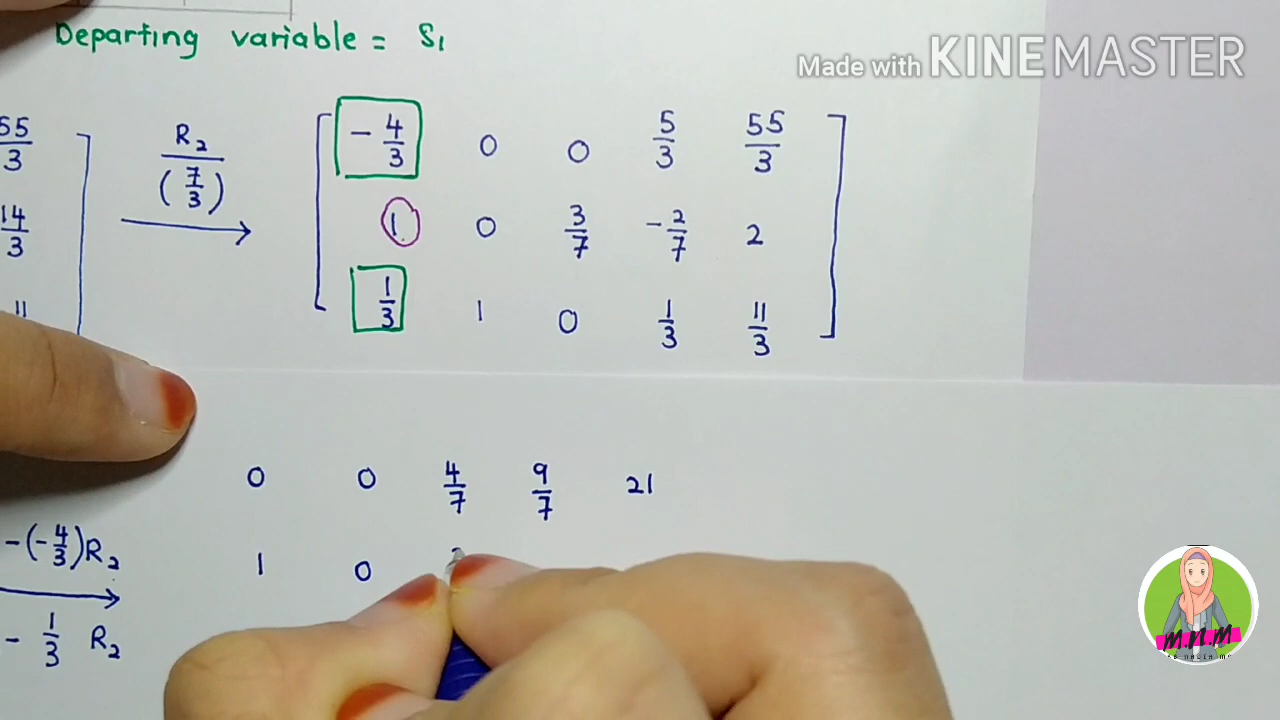 Departing variable = S₁
Made with KINEMASTER
55/3 ] R₂/(7/3) → [ -4/3 0 0 5/3 55/3 ]
14/3 1 0 3/7 -2/7 2
11 1/3 1 0 1/3 11/3
0 0 4/7 9/7 21
-(-4/3)R₂ → 1 0
- 1/3 R₂
M.N.M